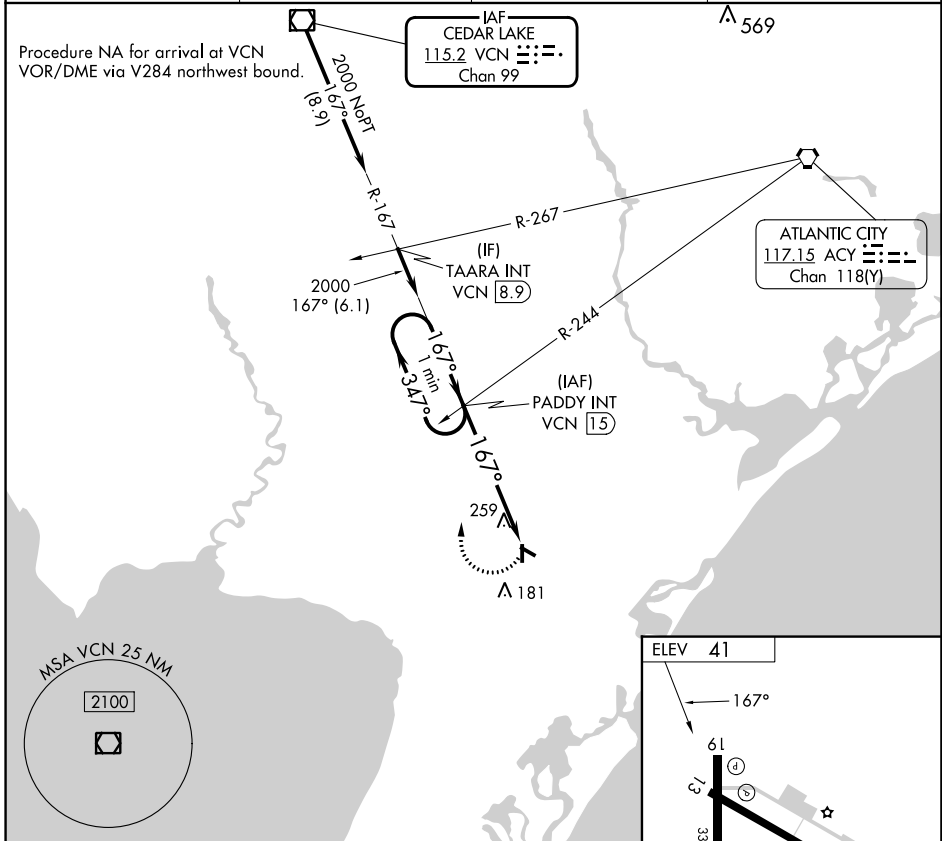 Procedure NA for arrival at VCN
VOR/DME via V284 northwest bound.
IAF
CEDAR LAKE
115.2 VCN
Chan 99
569
2000 NoPT
167°
(8.9)
R-167
R-267
ATLANTIC CITY
117.15 ACY
Chan 118(Y)
(IF)
TAARA INT
VCN 8.9
2000
167° (6.1)
R-244
167°
1 min
347°
(IAF)
PADDY INT
VCN 15
167°
259
181
MSA VCN 25 NM
2100
ELEV 41
167°
19
P
13
P
33